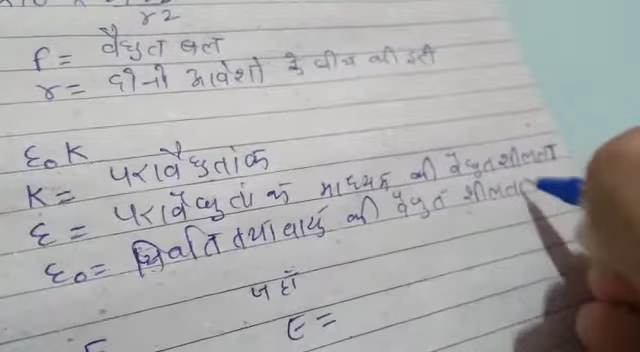 r2
F = वैधुत बल
r = दोनो आवेशो के बीच की दूरी
ε₀K
K = परावैधुतांक
ε = परावैधुतांक माध्यम की वैधुतशीलता
ε₀ = तथा वायु की वैधुत शीलता
जहाँ
E =